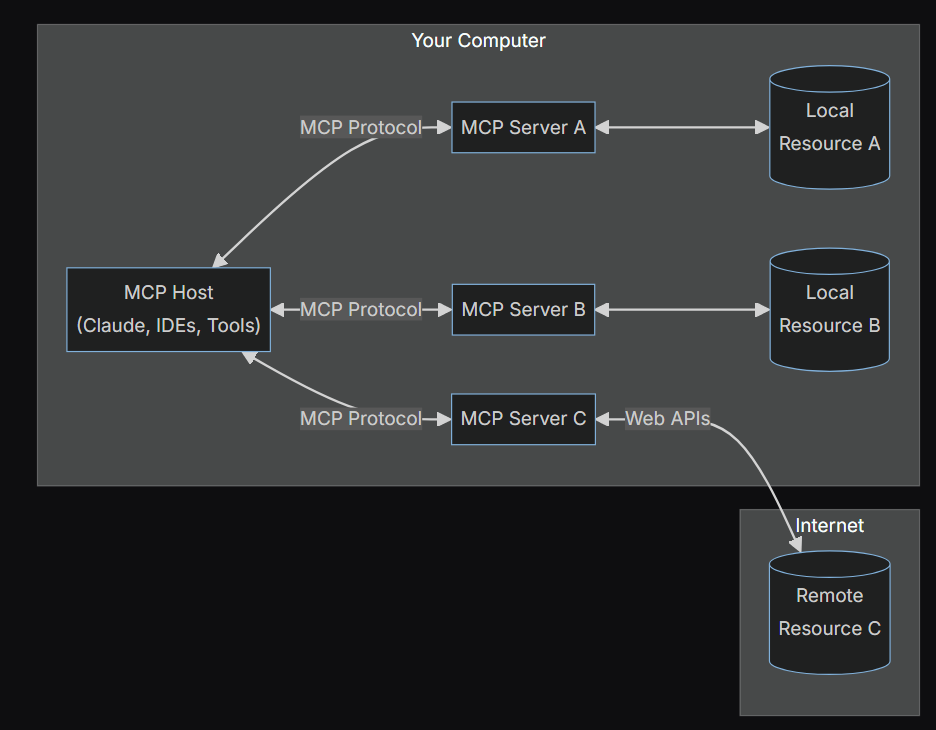 Your Computer
MCP Protocol
MCP Server A
Local
Resource A
MCP Host
(Claude, IDEs, Tools)
MCP Protocol
MCP Server B
Local
Resource B
MCP Protocol
MCP Server C
Web APIs
Internet
Remote
Resource C